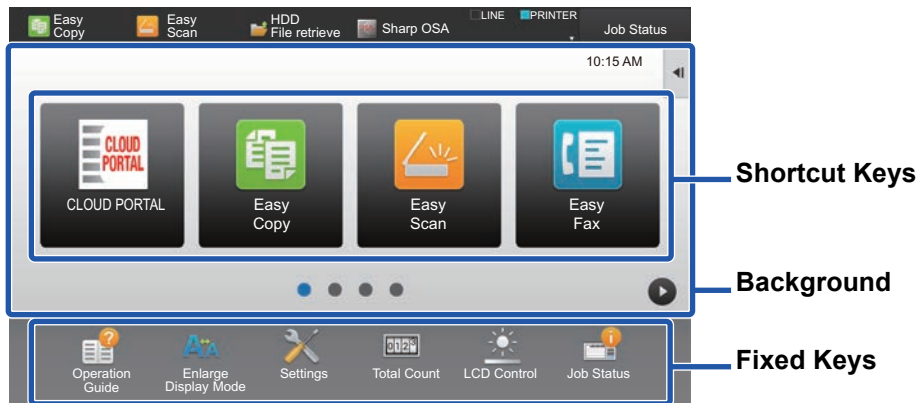 Easy Copy
Easy Scan
HDD File retrieve
Sharp OSA
LINE
PRINTER
Job Status
10:15 AM
CLOUD PORTAL
CLOUD PORTAL
Easy Copy
Easy Scan
Easy Fax
Shortcut Keys
Background
Operation Guide
AA
Enlarge Display Mode
Settings
012
Total Count
LCD Control
Job Status
Fixed Keys